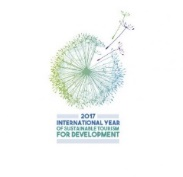 2017
INTERNATIONAL YEAR
OF SUSTAINABLE TOURISM
FOR DEVELOPMENT